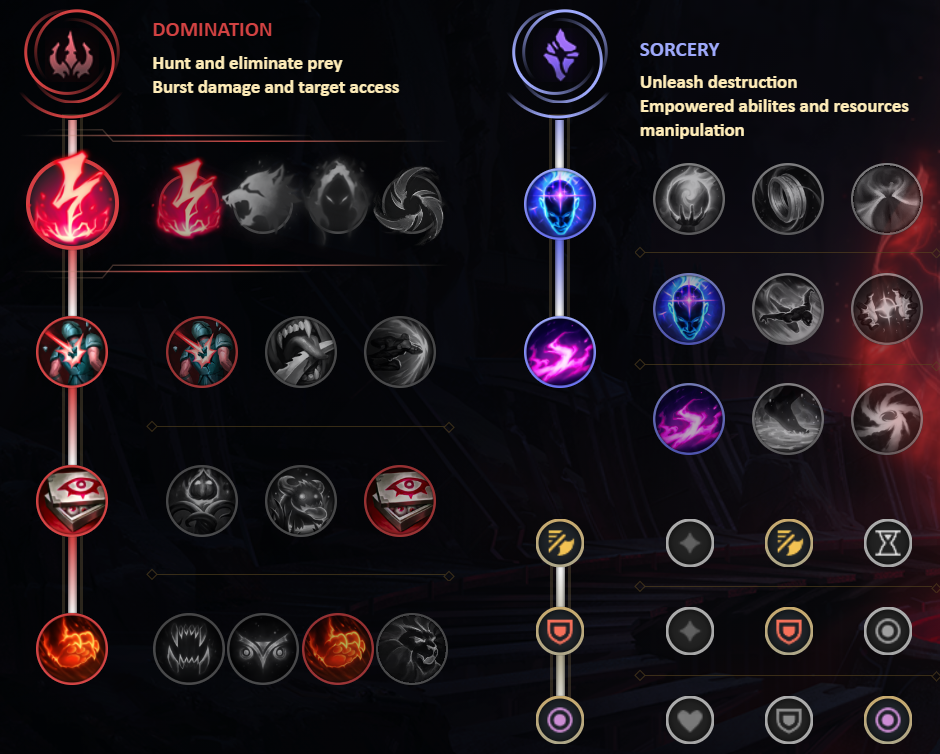 DOMINATION
Hunt and eliminate prey
Burst damage and target access
SORCERY
Unleash destruction
Empowered abilites and resources
manipulation